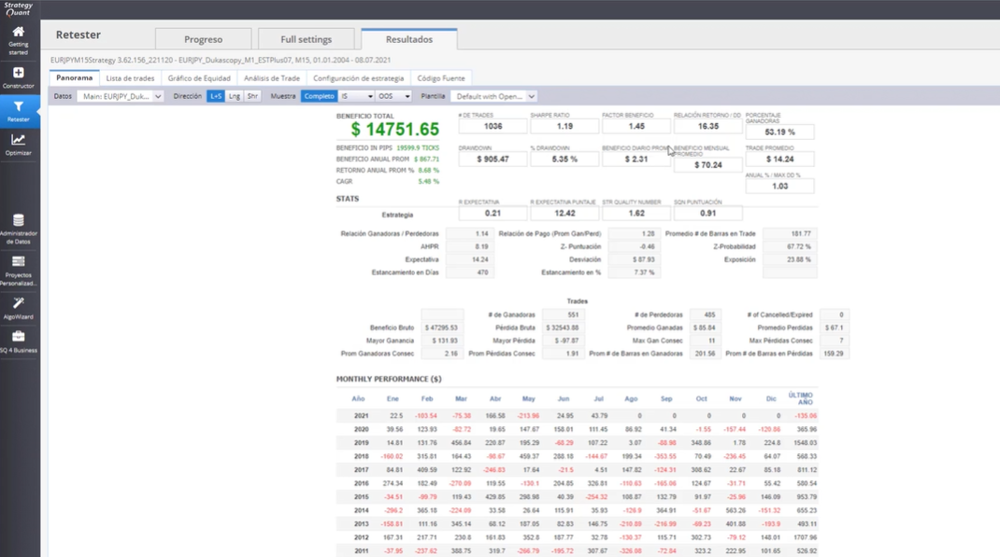 Strategy
Quant
Getting
started
Constructor
Retester
Optimizer
Administrador
de Datos
Proyectos
Personalizad...
AlgoWizard
SQ 4 Business
Retester
Progreso
Full settings
Resultados
EURJPYM15Strategy 3.62.156_221120 - EURJPY_Dukascopy_M1_ESTPlus07, M15, 01.01.2004 - 08.07.2021
Panorama Lista de trades Gráfico de Equidad Análisis de Trade Configuración de estrategia Código Fuente
Datos Main: EURJPY_Duk... Dirección L+S Lng Shr Muestra Completo IS OOS Plantilla Default with Open...
BENEFICIO TOTAL
$ 14751.65
BENEFICIO IN PIPS 19599.9 TICKS
BENEFICIO ANUAL PROM $ 867.71
RETORNO ANUAL PROM % 8.68 %
CAGR 5.48 %
# DE TRADES SHARPE RATIO FACTOR BENEFICIO RELACIÓN RETORNO / DD PORCENTAJE GANADORAS
1036 1.19 1.45 16.35 53.19 %
DRAWDOWN % DRAWDOWN BENEFICIO DIARIO PROM BENEFICIO MENSUAL PROMEDIO TRADE PROMEDIO
$ 905.47 5.35 % $ 2.31 $ 70.24 $ 14.24
ANUAL % / MAX DD %
1.03
STATS
R EXPECTATIVA R EXPECTATIVA PUNTAJE STR QUALITY NUMBER SQN PUNTUACIÓN
Estrategia 0.21 12.42 1.62 0.91
Relación Ganadoras / Perdedoras 1.14 Relación de Pago (Prom Gan/Perd) 1.28 Promedio # de Barras en Trade 181.77
AHPR 8.19 Z- Puntuación -0.46 Z-Probabilidad 67.72 %
Expectativa 14.24 Desviación $ 87.93 Exposición 23.88 %
Estancamiento en Días 470 Estancamiento en % 7.37 %
Trades
# de Ganadoras 551 # de Perdedoras 485 # of Cancelled/Expired 0
Beneficio Bruto $ 47295.53 Pérdida Bruta $ 32543.88 Promedio Ganadas $ 85.84 Promedio Perdidas $ 67.1
Mayor Ganancia $ 131.93 Mayor Pérdida $ -97.87 Max Gan Consec 11 Max Pérdidas Consec 7
Prom Ganadoras Consec 2.16 Prom Pérdidas Consec 1.91 Prom # de Barras en Ganadoras 201.56 Prom # de Barras en Pérdidas 159.29
MONTHLY PERFORMANCE ($)
Año Ene Feb Mar Abr May Jun Jul Ago Sep Oct Nov Dic ÚLTIMO AÑO
2021 22.5 -103.54 -75.38 166.58 -213.96 24.95 43.79 0 0 0 0 0 -135.06
2020 39.56 123.93 -82.72 19.65 147.67 158.01 111.45 86.92 41.34 -1.55 -157.44 -120.86 365.96
2019 14.81 131.76 456.84 220.87 195.29 -68.29 107.22 3.07 -88.98 348.86 1.78 224.8 1548.03
2018 -160.02 315.81 164.43 -98.67 459.37 288.18 -144.67 199.34 -353.55 70.49 -236.45 64.07 568.33
2017 84.81 409.59 122.92 -246.83 17.64 -21.5 4.51 147.82 -124.31 308.62 22.67 85.18 811.12
2016 274.34 182.49 -270.09 119.55 -130.1 204.85 326.81 -110.63 -165.06 124.67 -31.71 55.42 580.54
2015 -34.51 -99.79 119.43 429.85 298.98 40.39 -254.32 108.87 132.79 91.97 -25.96 146.09 953.79
2014 -296.2 365.18 -224.09 33.58 26.64 115.91 35.93 -126.9 364.91 -51.67 563.26 -151.32 655.23
2013 -158.81 111.16 345.14 68.12 187.05 82.83 146.75 -210.89 -216.99 -69.23 401.88 -193.9 493.11
2012 167.31 217.71 230.8 161.83 352.8 187.77 32.78 -130.37 115.71 302.73 -79.12 148.01 1707.96
2011 -37.95 -237.62 388.75 319.7 -266.79 -195.72 307.67 -326.08 -72.84 323.2 222.95 101.65 526.92